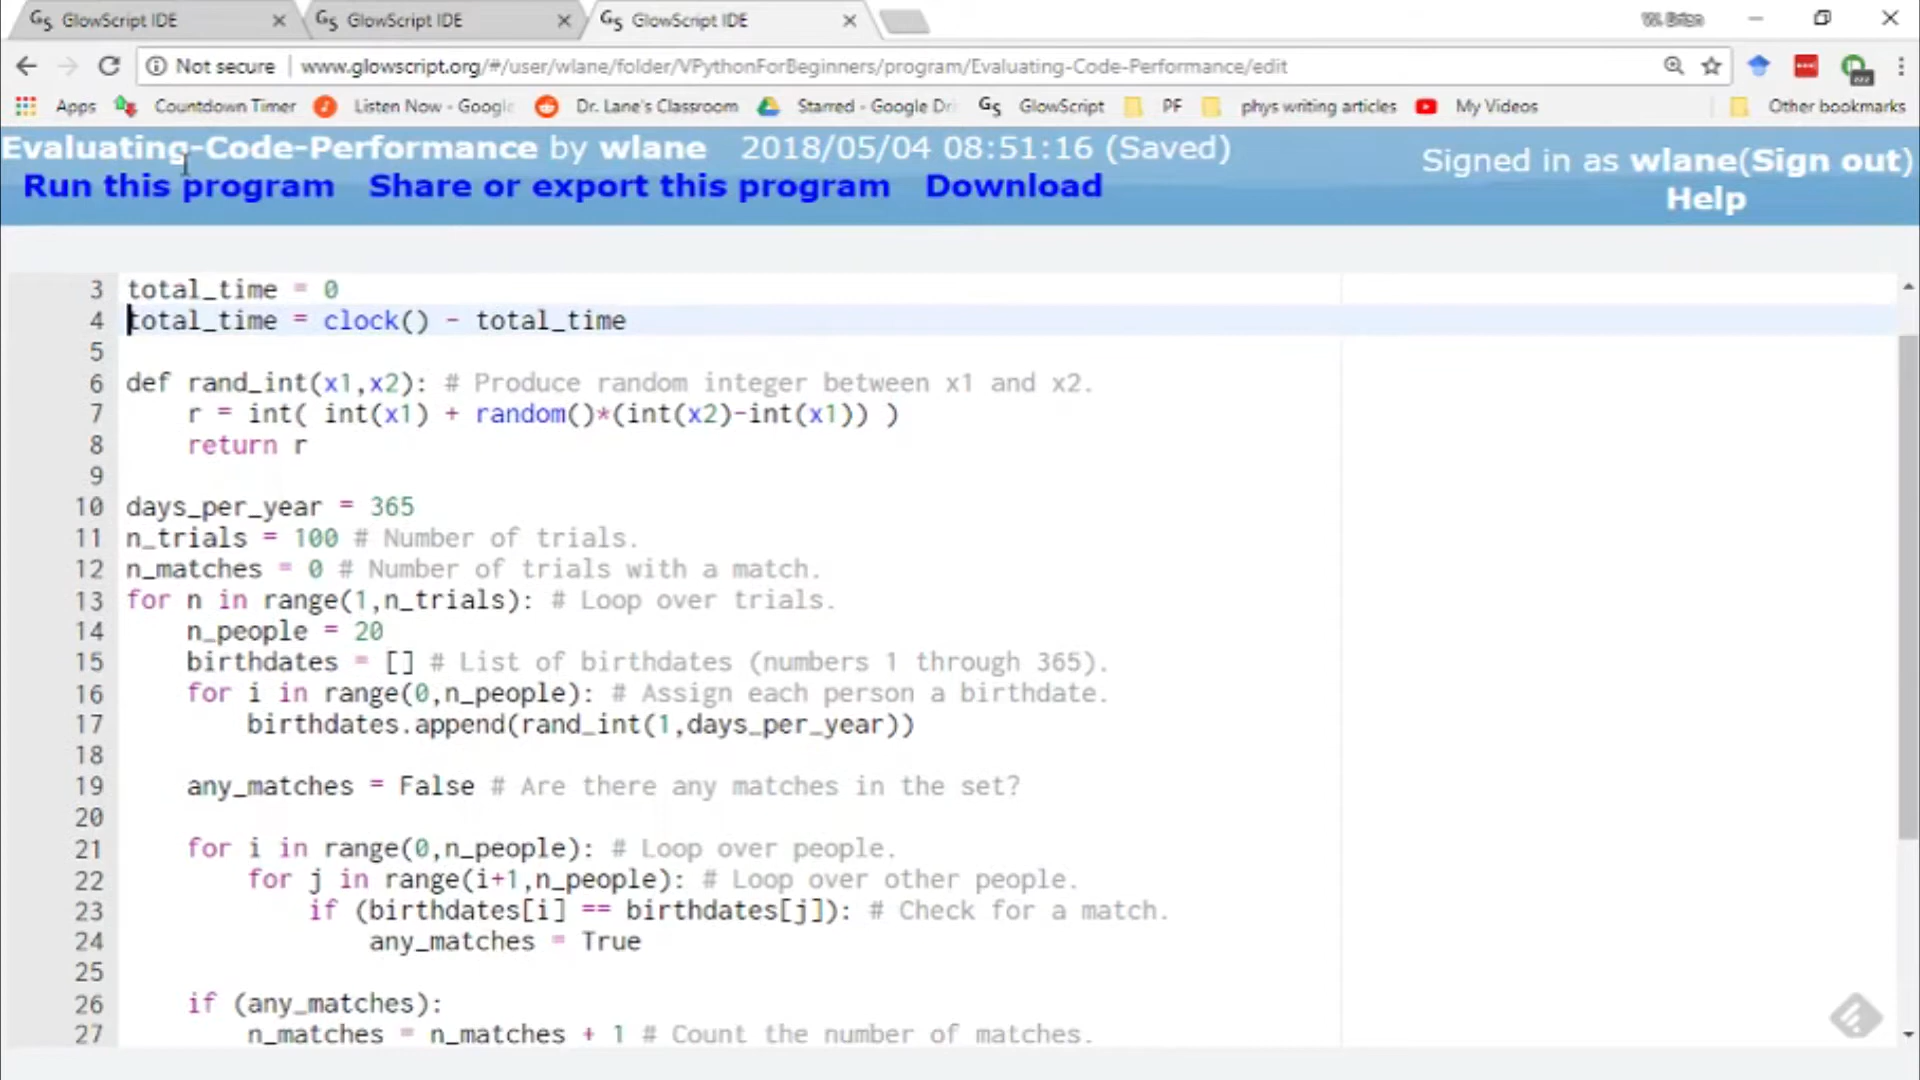 GlowScript IDE GlowScript IDE GlowScript IDE
Not secure www.glowscript.org/#/user/wlane/folder/VPythonForBeginners/program/Evaluating-Code-Performance/edit
Apps Countdown Timer Listen Now - Google Dr. Lane's Classroom Starred - Google Dri GlowScript PF phys writing articles My Videos Other bookmarks
Evaluating-Code-Performance by wlane 2018/05/04 08:51:16 (Saved) Signed in as wlane(Sign out)
Run this program Share or export this program Download Help
3 total_time = 0
4 total_time = clock() - total_time
5
6 def rand_int(x1,x2): # Produce random integer between x1 and x2.
7     r = int( int(x1) + random()*(int(x2)-int(x1)) )
8     return r
9
10 days_per_year = 365
11 n_trials = 100 # Number of trials.
12 n_matches = 0 # Number of trials with a match.
13 for n in range(1,n_trials): # Loop over trials.
14     n_people = 20
15     birthdates = [] # List of birthdates (numbers 1 through 365).
16     for i in range(0,n_people): # Assign each person a birthdate.
17         birthdates.append(rand_int(1,days_per_year))
18
19     any_matches = False # Are there any matches in the set?
20
21     for i in range(0,n_people): # Loop over people.
22         for j in range(i+1,n_people): # Loop over other people.
23             if (birthdates[i] == birthdates[j]): # Check for a match.
24                 any_matches = True
25
26     if (any_matches):
27         n_matches = n_matches + 1 # Count the number of matches.